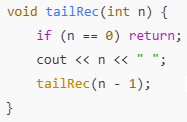 void tailRec(int n) {
    if (n == 0) return;
    cout << n << " ";
    tailRec(n - 1);
}